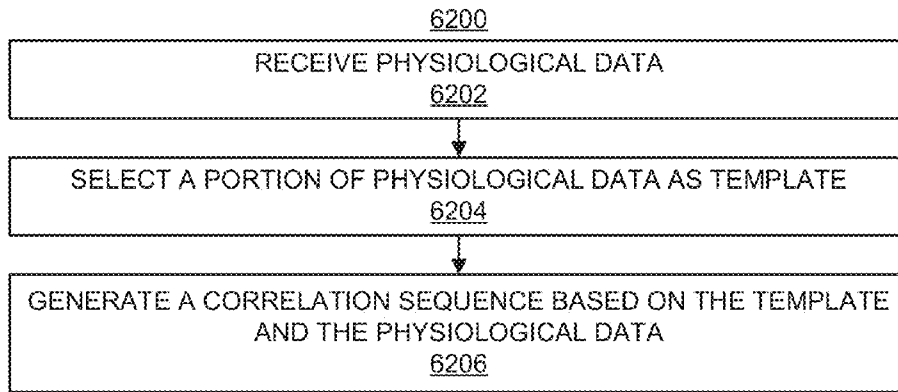 6200
RECEIVE PHYSIOLOGICAL DATA
6202
SELECT A PORTION OF PHYSIOLOGICAL DATA AS TEMPLATE
6204
GENERATE A CORRELATION SEQUENCE BASED ON THE TEMPLATE
AND THE PHYSIOLOGICAL DATA
6206